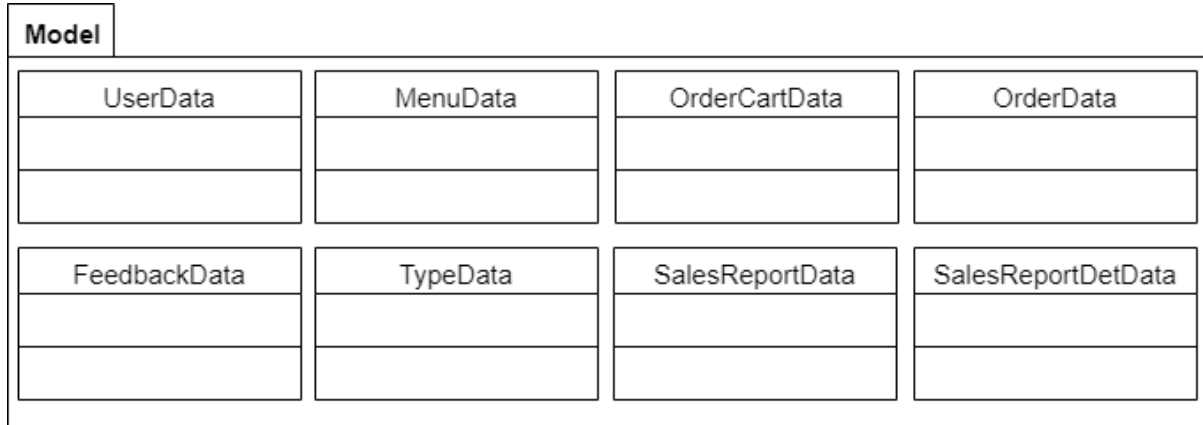 Model
UserData
MenuData
OrderCartData
OrderData
FeedbackData
TypeData
SalesReportData
SalesReportDetData